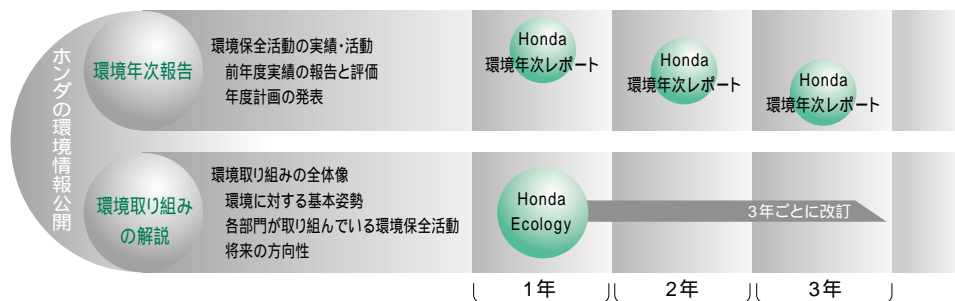 ホンダの環境情報公開
環境年次報告
環境保全活動の実績・活動
前年度実績の報告と評価
年度計画の発表
Honda
環境年次レポート
Honda
環境年次レポート
Honda
環境年次レポート
環境取り組み
の解説
環境取り組みの全体像
環境に対する基本姿勢
各部門が取り組んでいる環境保全活動
将来の方向性
Honda
Ecology
3年ごとに改訂
1年
2年
3年